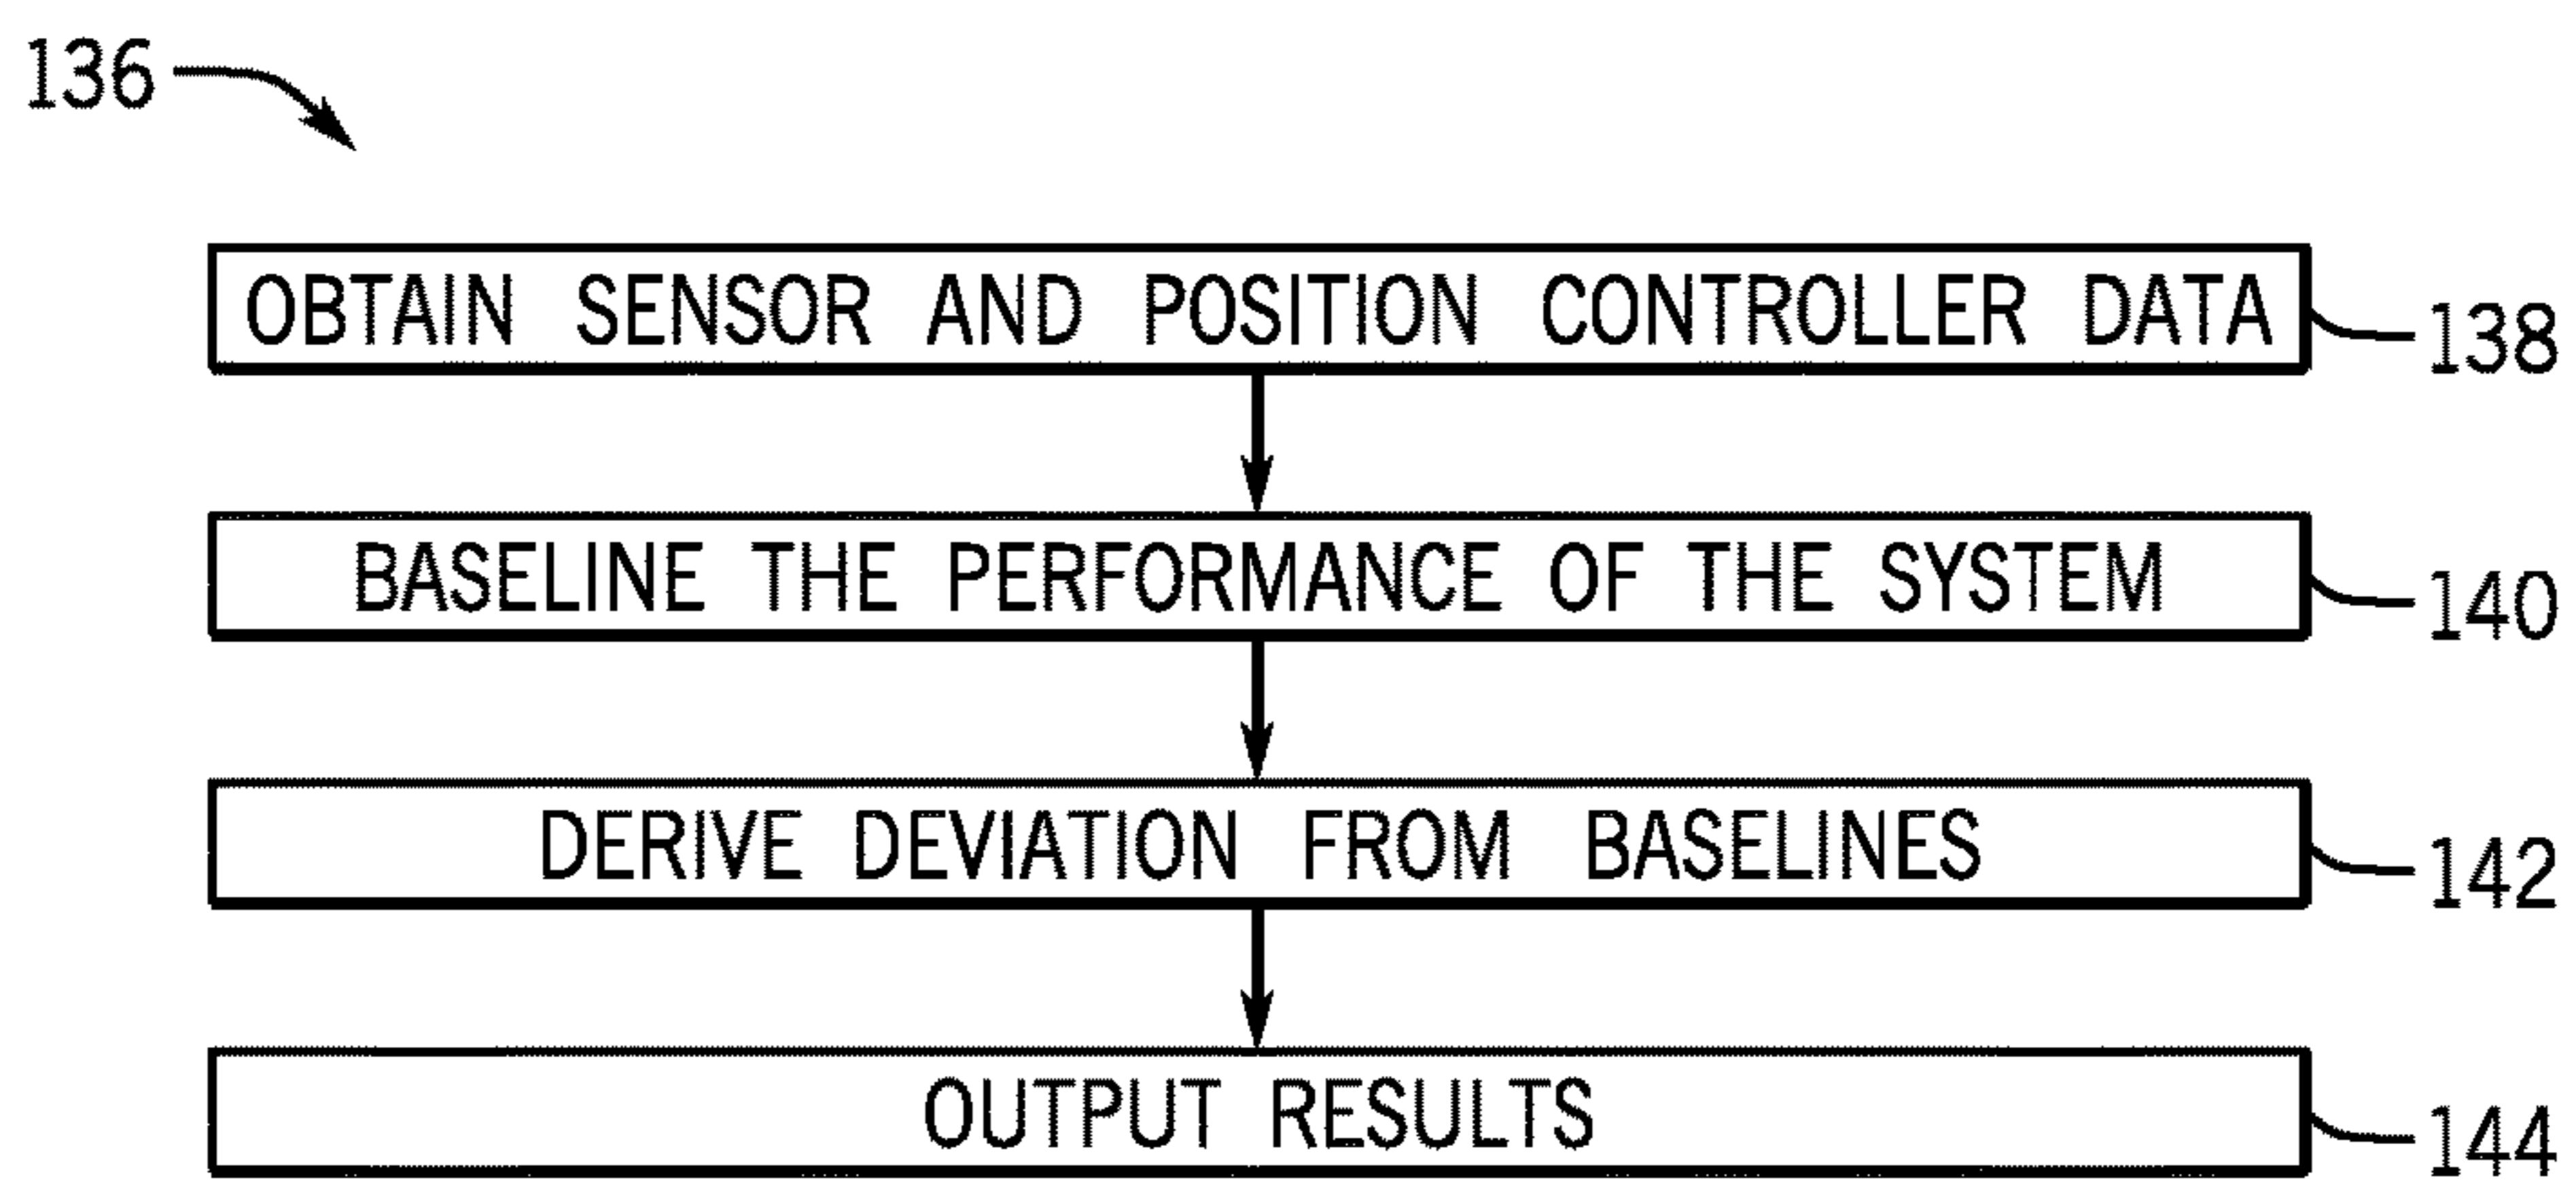 136
OBTAIN SENSOR AND POSITION CONTROLLER DATA
138
BASELINE THE PERFORMANCE OF THE SYSTEM
140
DERIVE DEVIATION FROM BASELINES
142
OUTPUT RESULTS
144